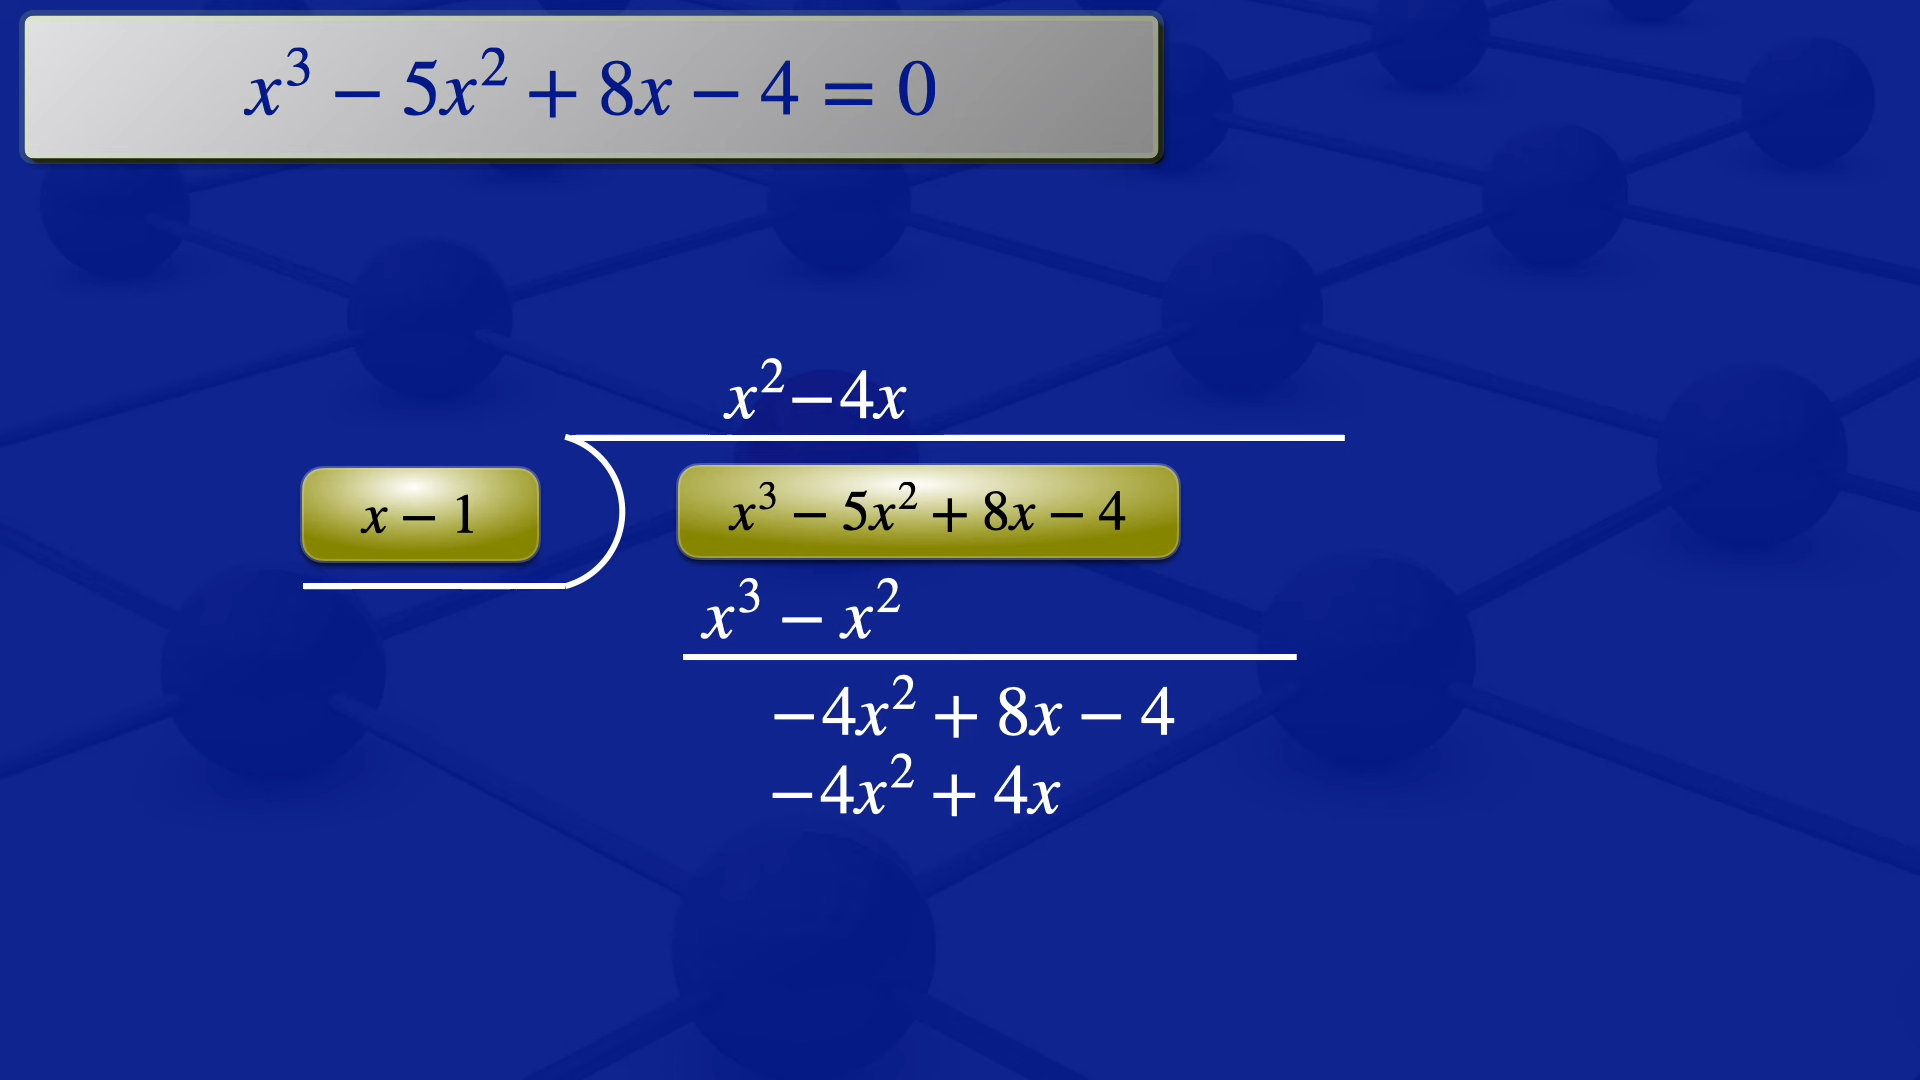 x³ − 5x² + 8x − 4 = 0
x²−4x
x − 1
x³ − 5x² + 8x − 4
x³ − x²
−4x² + 8x − 4
−4x² + 4x